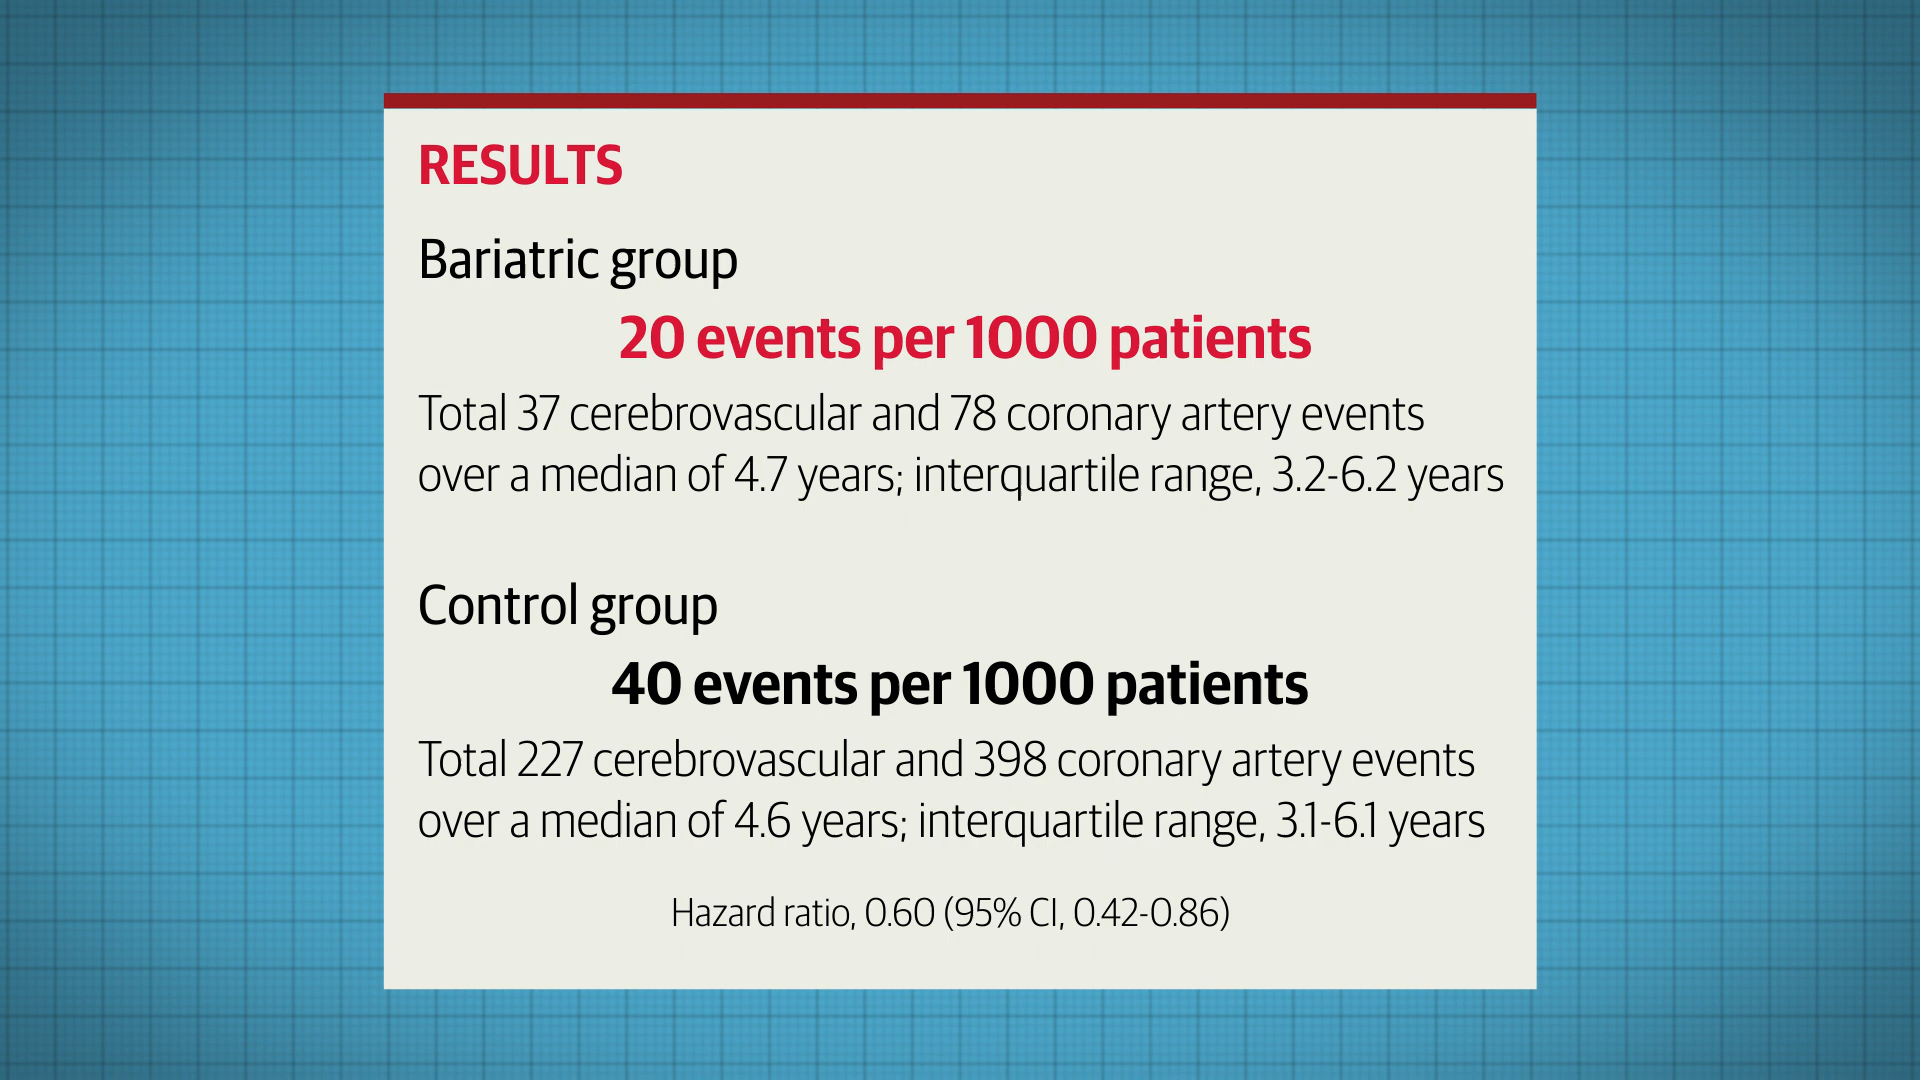 RESULTS
Bariatric group
20 events per 1000 patients
Total 37 cerebrovascular and 78 coronary artery events
over a median of 4.7 years; interquartile range, 3.2-6.2 years
Control group
40 events per 1000 patients
Total 227 cerebrovascular and 398 coronary artery events
over a median of 4.6 years; interquartile range, 3.1-6.1 years
Hazard ratio, 0.60 (95% CI, 0.42-0.86)